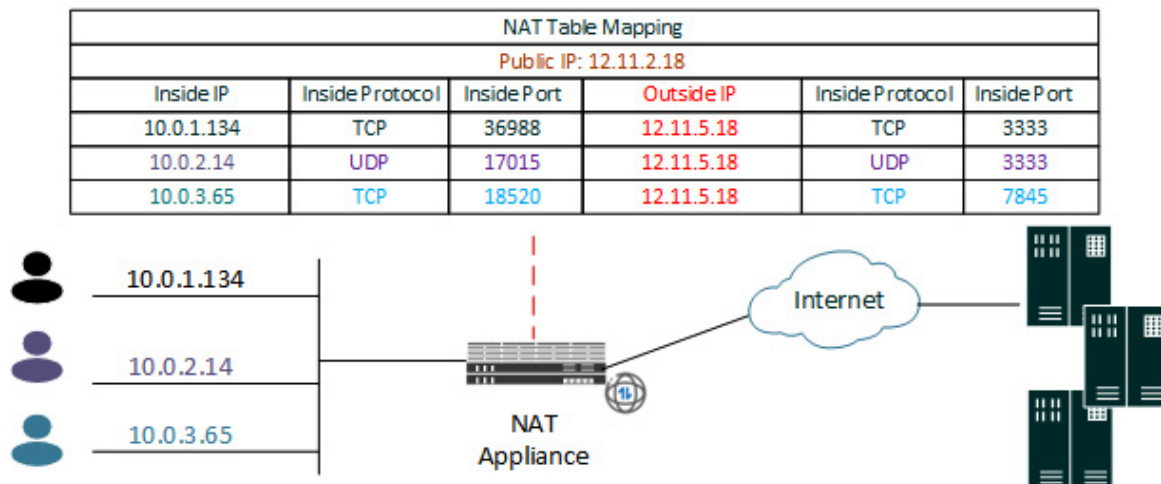 NAT Table Mapping
Public IP: 12.11.2.18
Inside IP Inside Protocol Inside Port Outside IP Inside Protocol Inside Port
10.0.1.134 TCP 36988 12.11.5.18 TCP 3333
10.0.2.14 UDP 17015 12.11.5.18 UDP 3333
10.0.3.65 TCP 18520 12.11.5.18 TCP 7845
10.0.1.134
Internet
10.0.2.14
10.0.3.65
NAT
Appliance